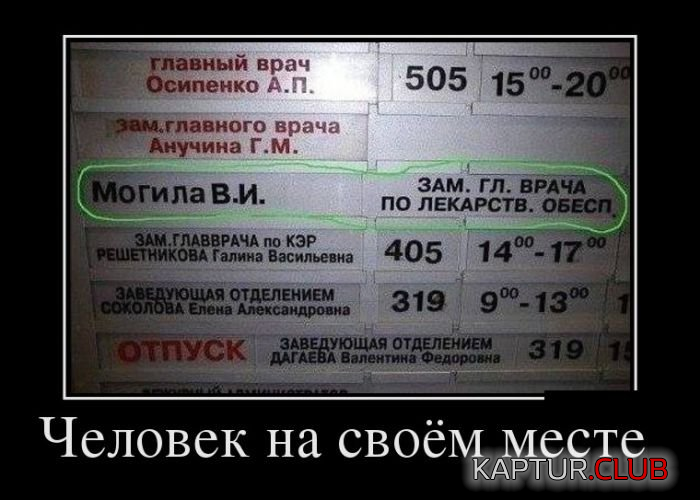 главный врач
Осипенко А.П.
505
15⁰⁰-20⁰⁰
зам.главного врача
Анучина Г.М.
Могила В.И.
ЗАМ. ГЛ. ВРАЧА
ПО ЛЕКАРСТВ. ОБЕСП.
ЗАМ.ГЛАВВРАЧА по КЭР
РЕШЕТНИКОВА Галина Васильевна
405
14⁰⁰-17⁰⁰
ЗАВЕДУЮЩАЯ ОТДЕЛЕНИЕМ
СОКОЛОВА Елена Александровна
319
9⁰⁰-13⁰⁰
1
ОТПУСК
ЗАВЕДУЮЩАЯ ОТДЕЛЕНИЕМ
ДАГАЕВА Валентина Федоровна
319
Человек на своём месте
KAPTUR.CLUB